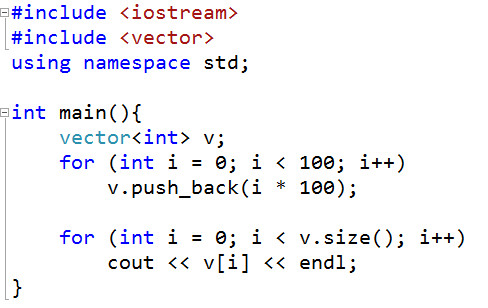 #include <iostream>
#include <vector>
using namespace std;
int main(){
    vector<int> v;
    for (int i = 0; i < 100; i++)
        v.push_back(i * 100);
    for (int i = 0; i < v.size(); i++)
        cout << v[i] << endl;
}